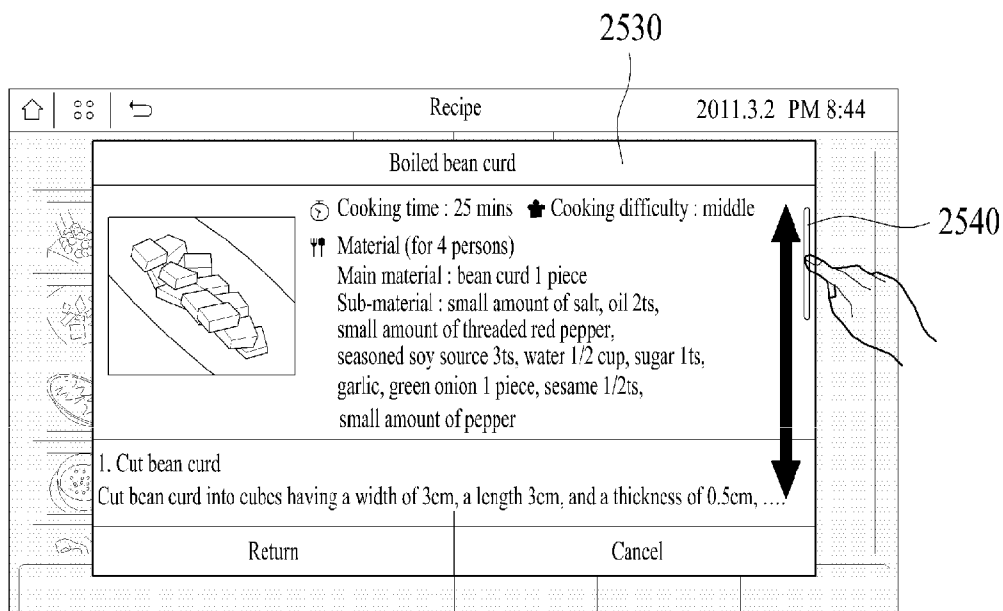 2530
Recipe 2011.3.2 PM 8:44
Boiled bean curd
Cooking time : 25 mins Cooking difficulty : middle
2540
Material (for 4 persons)
Main material : bean curd 1 piece
Sub-material : small amount of salt, oil 2ts,
small amount of threaded red pepper,
seasoned soy source 3ts, water 1/2 cup, sugar 1ts,
garlic, green onion 1 piece, sesame 1/2ts,
small amount of pepper
1. Cut bean curd
Cut bean curd into cubes having a width of 3cm, a length 3cm, and a thickness of 0.5cm, ....
Return Cancel